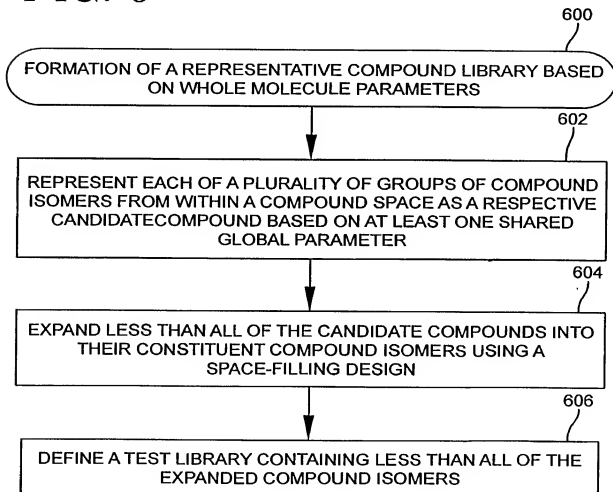 600
FORMATION OF A REPRESENTATIVE COMPOUND LIBRARY BASED
ON WHOLE MOLECULE PARAMETERS
602
REPRESENT EACH OF A PLURALITY OF GROUPS OF COMPOUND
ISOMERS FROM WITHIN A COMPOUND SPACE AS A RESPECTIVE
CANDIDATECOMPOUND BASED ON AT LEAST ONE SHARED
GLOBAL PARAMETER
604
EXPAND LESS THAN ALL OF THE CANDIDATE COMPOUNDS INTO
THEIR CONSTITUENT COMPOUND ISOMERS USING A
SPACE-FILLING DESIGN
606
DEFINE A TEST LIBRARY CONTAINING LESS THAN ALL OF THE
EXPANDED COMPOUND ISOMERS